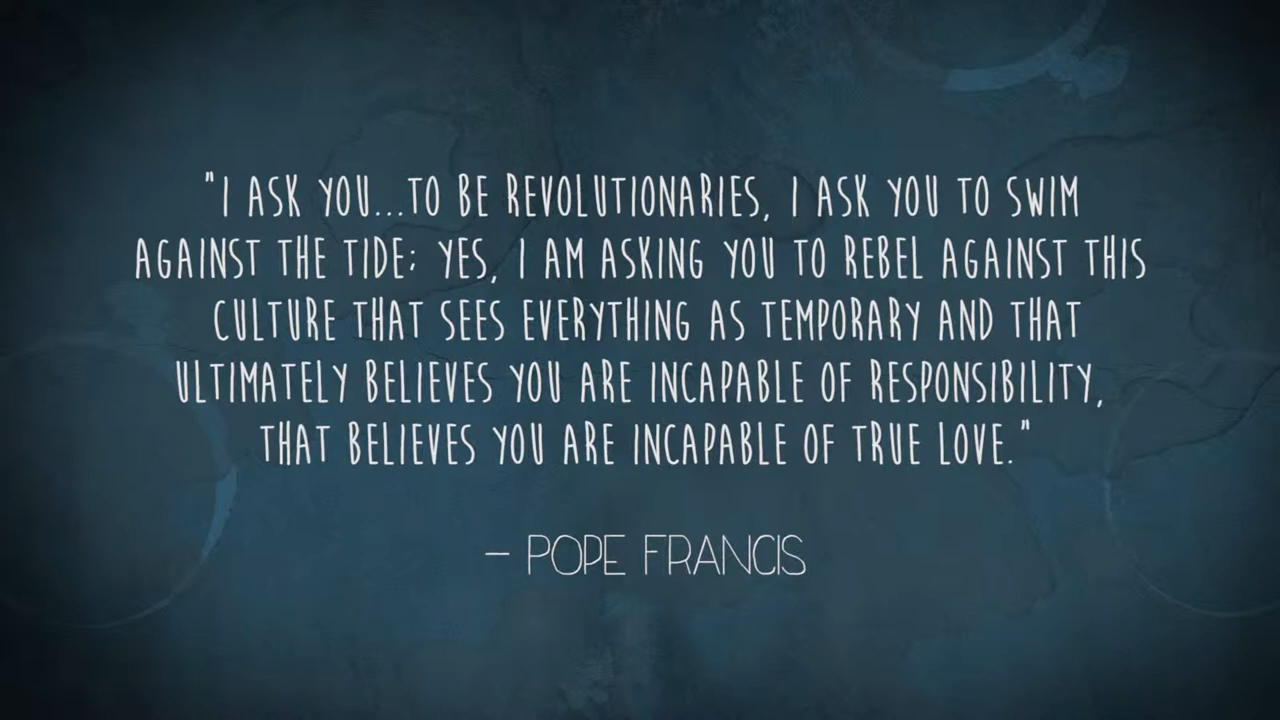 "I ASK YOU...TO BE REVOLUTIONARIES, I ASK YOU TO SWIM
AGAINST THE TIDE; YES, I AM ASKING YOU TO REBEL AGAINST THIS
CULTURE THAT SEES EVERYTHING AS TEMPORARY AND THAT
ULTIMATELY BELIEVES YOU ARE INCAPABLE OF RESPONSIBILITY,
THAT BELIEVES YOU ARE INCAPABLE OF TRUE LOVE."
– POPE FRANCIS